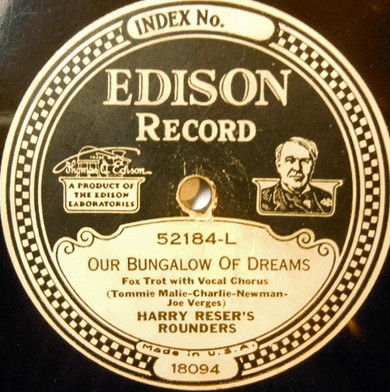 INDEX No.
EDISON
RECORD
Thomas A Edison
A PRODUCT OF
THE EDISON
LABORATORIES
52184-L
OUR BUNGALOW OF DREAMS
Fox Trot with Vocal Chorus
(Tommie Malie-Charlie-Newman-
Joe Verges)
HARRY RESER'S
ROUNDERS
Made in U.S.A.
18094